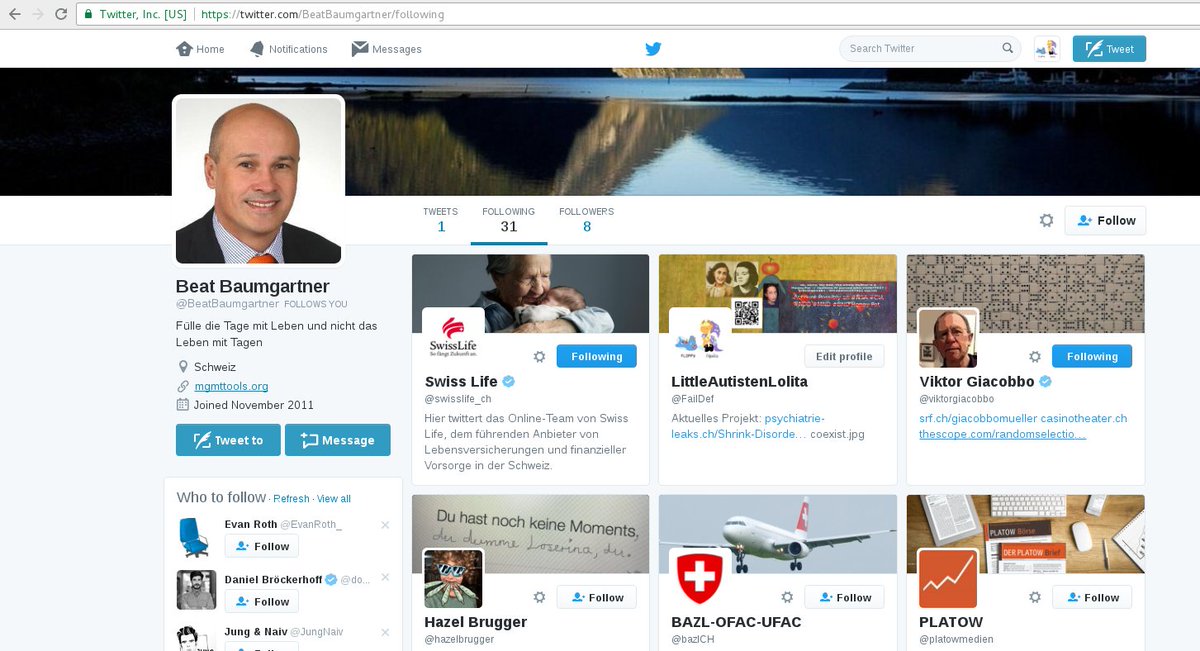 Twitter, Inc. [US] https://twitter.com/BeatBaumgartner/following
Home Notifications Messages Search Twitter Tweet
TWEETS FOLLOWING FOLLOWERS
1 31 8
Follow
Beat Baumgartner
@BeatBaumgartner FOLLOWS YOU
Fülle die Tage mit Leben und nicht das
Leben mit Tagen
Schweiz
mgmttools.org
Joined November 2011
Tweet to Message
Who to follow · Refresh · View all
Evan Roth @EvanRoth_
Follow
Daniel Bröckerhoff @do...
Follow
Jung & Naiv @JungNaiv
Follow
SwissLife
So fängt Zukunft an.
Following
Swiss Life
@swisslife_ch
Hier twittert das Online-Team von Swiss
Life, dem führenden Anbieter von
Lebensversicherungen und finanzieller
Vorsorge in der Schweiz.
Edit profile
LittleAutistenLolita
@FailDef
Aktuelles Projekt: psychiatrie-
leaks.ch/Shrink-Disorde… coexist.jpg
Following
Viktor Giacobbo
@viktorgiacobbo
srf.ch/giacobbomueller casinotheater.ch
thescope.com/randomselectio…
Du hast noch keine Moments,
du dumme Loserina, du.
Follow
Hazel Brugger
@hazelbrugger
Follow
BAZL-OFAC-UFAC
@bazlCH
PLATOW Börse
DER PLATOW Brief
Follow
PLATOW
@platowmedien